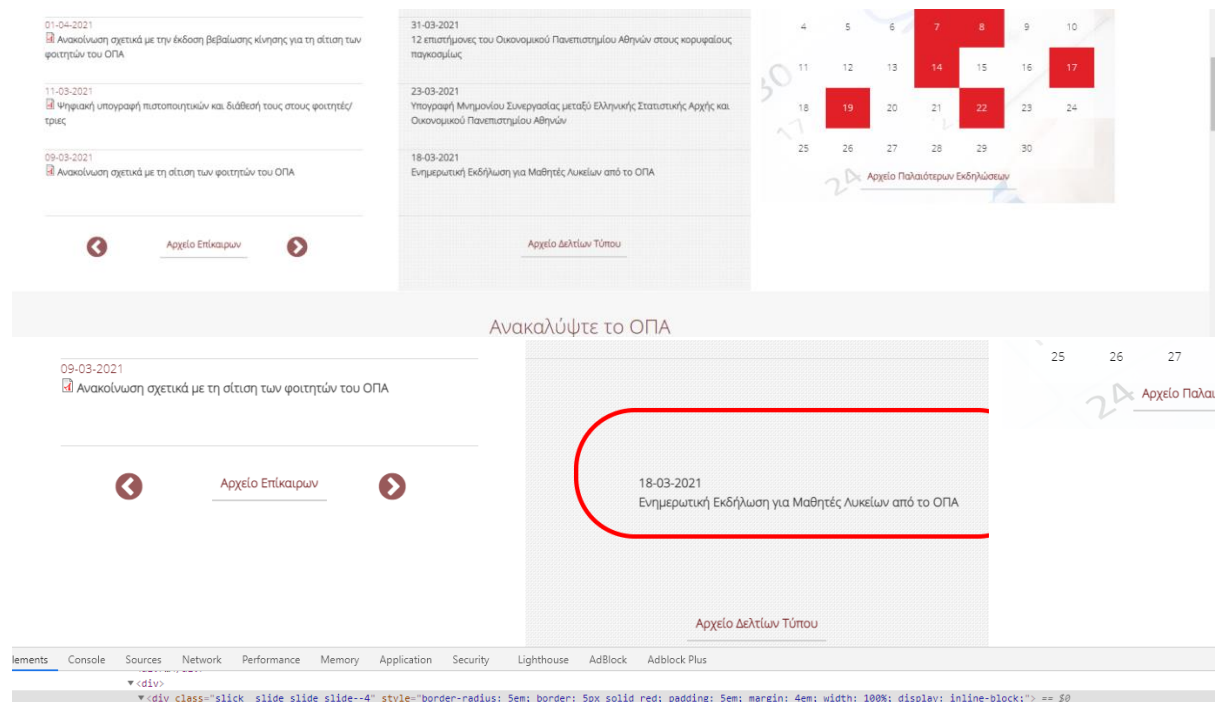 01-04-2021
Ανακοίνωση σχετικά με την έκδοση βεβαίωσης κίνησης για τη σίτιση των
φοιτητών του ΟΠΑ
11-03-2021
Ψηφιακή υπογραφή πιστοποιητικών και διάθεσή τους στους φοιτητές/
τριες
09-03-2021
Ανακοίνωση σχετικά με τη σίτιση των φοιτητών του ΟΠΑ
Αρχείο Επίκαιρων
31-03-2021
12 επιστήμονες του Οικονομικού Πανεπιστημίου Αθηνών στους κορυφαίους
παγκοσμίως
23-03-2021
Υπογραφή Μνημονίου Συνεργασίας μεταξύ Ελληνικής Στατιστικής Αρχής και
Οικονομικού Πανεπιστημίου Αθηνών
18-03-2021
Ενημερωτική Εκδήλωση για Μαθητές Λυκείων από το ΟΠΑ
Αρχείο Δελτίων Τύπου
4 5 6 7 8 9 10
11 12 13 14 15 16 17
18 19 20 21 22 23 24
25 26 27 28 29 30
30
17
24
Αρχείο Παλαιότερων Εκδηλώσεων
Ανακαλύψτε το ΟΠΑ
09-03-2021
Ανακοίνωση σχετικά με τη σίτιση των φοιτητών του ΟΠΑ
Αρχείο Επίκαιρων
18-03-2021
Ενημερωτική Εκδήλωση για Μαθητές Λυκείων από το ΟΠΑ
Αρχείο Δελτίων Τύπου
25 26 27
24
Αρχείο Παλαι
lements Console Sources Network Performance Memory Application Security Lighthouse AdBlock Adblock Plus
▼<div>
▼<div class="slick__slide slide slide--4" style="border-radius: 5em; border: 5px solid red; padding: 5em; margin: 4em; width: 100%; display: inline-block;"> == $0